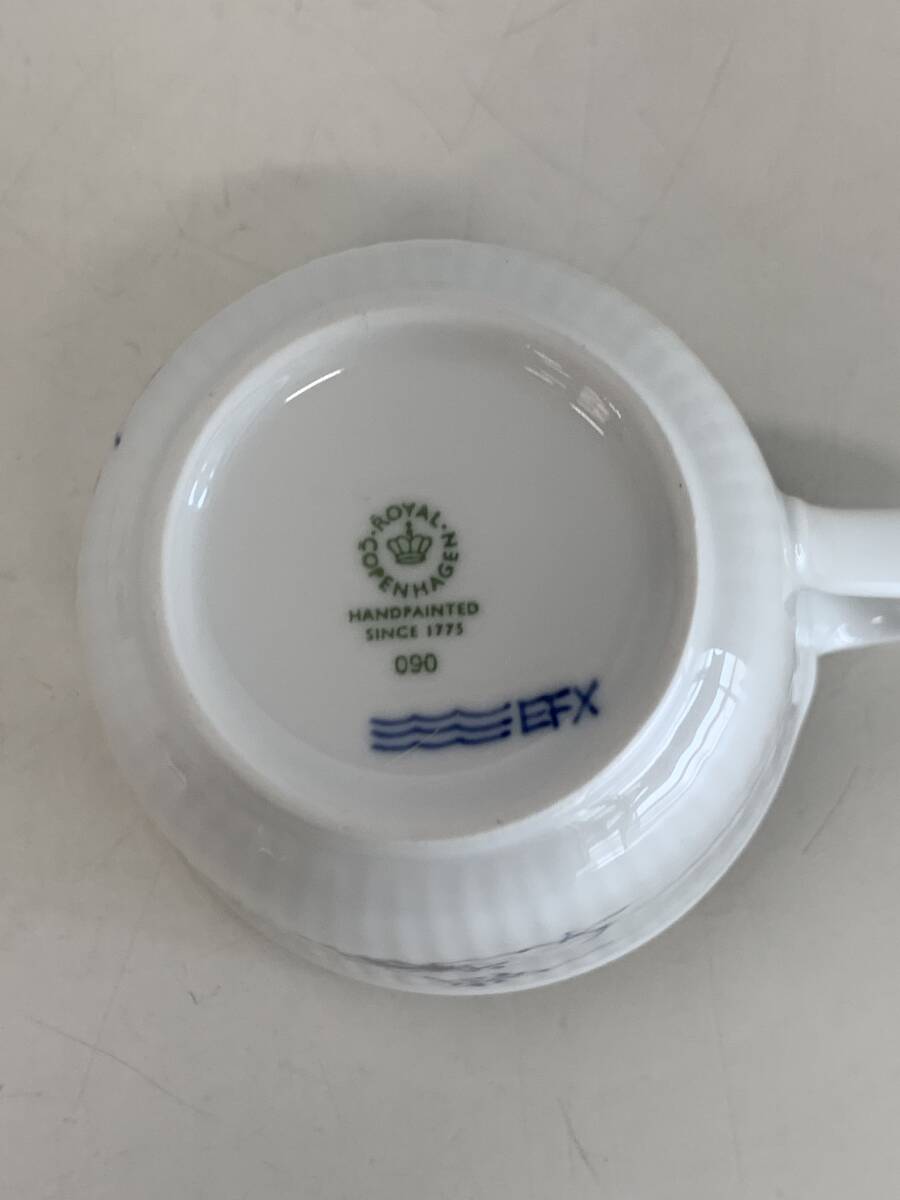 ROYAL · COPENHAGEN ·
HANDPAINTED
SINCE 1775
090
EFX